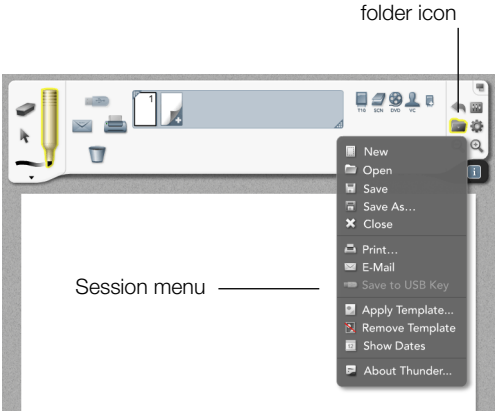 folder icon
1
T1G SCN DVD VC
i
New
Open
Save
Save As...
Close
Print...
E-Mail
Save to USB Key
Session menu
Apply Template...
Remove Template
Show Dates
About Thunder...